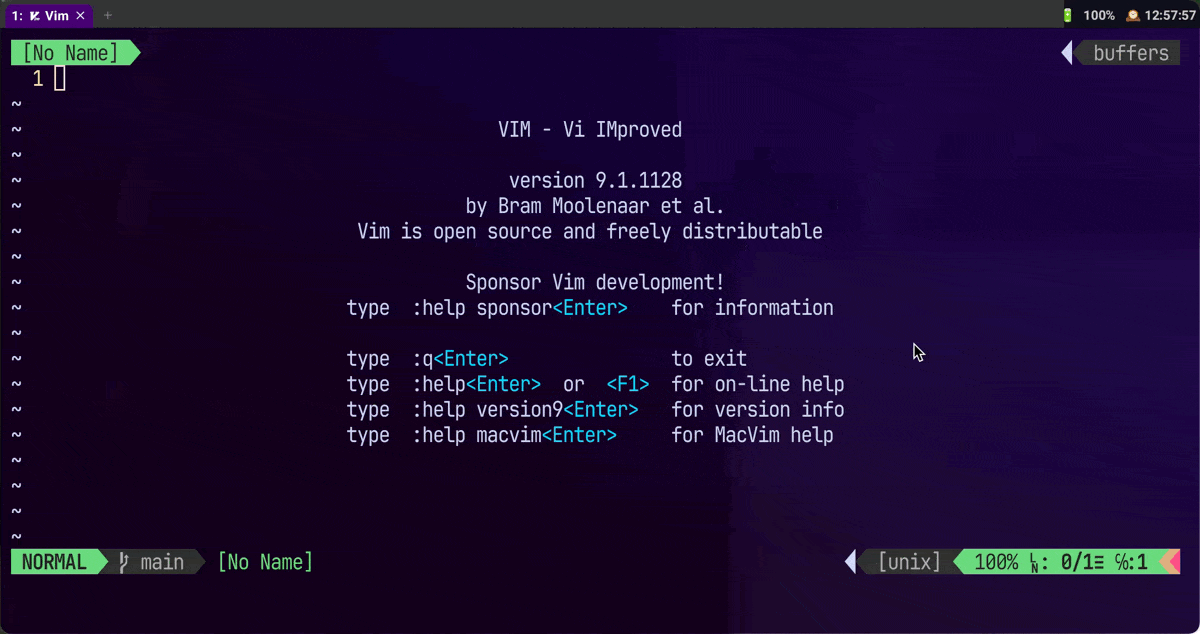 1: Vim × + 100% 12:57:57
[No Name] buffers
1
~
~
VIM - Vi IMproved
~
~
version 9.1.1128
~
by Bram Moolenaar et al.
~
Vim is open source and freely distributable
~
~
Sponsor Vim development!
~
type :help sponsor<Enter> for information
~
~
type :q<Enter> to exit
~
type :help<Enter> or <F1> for on-line help
~
type :help version9<Enter> for version info
~
type :help macvim<Enter> for MacVim help
~
~
~
~
NORMAL main [No Name] [unix] 100% LN: 0/1≡ ℅:1